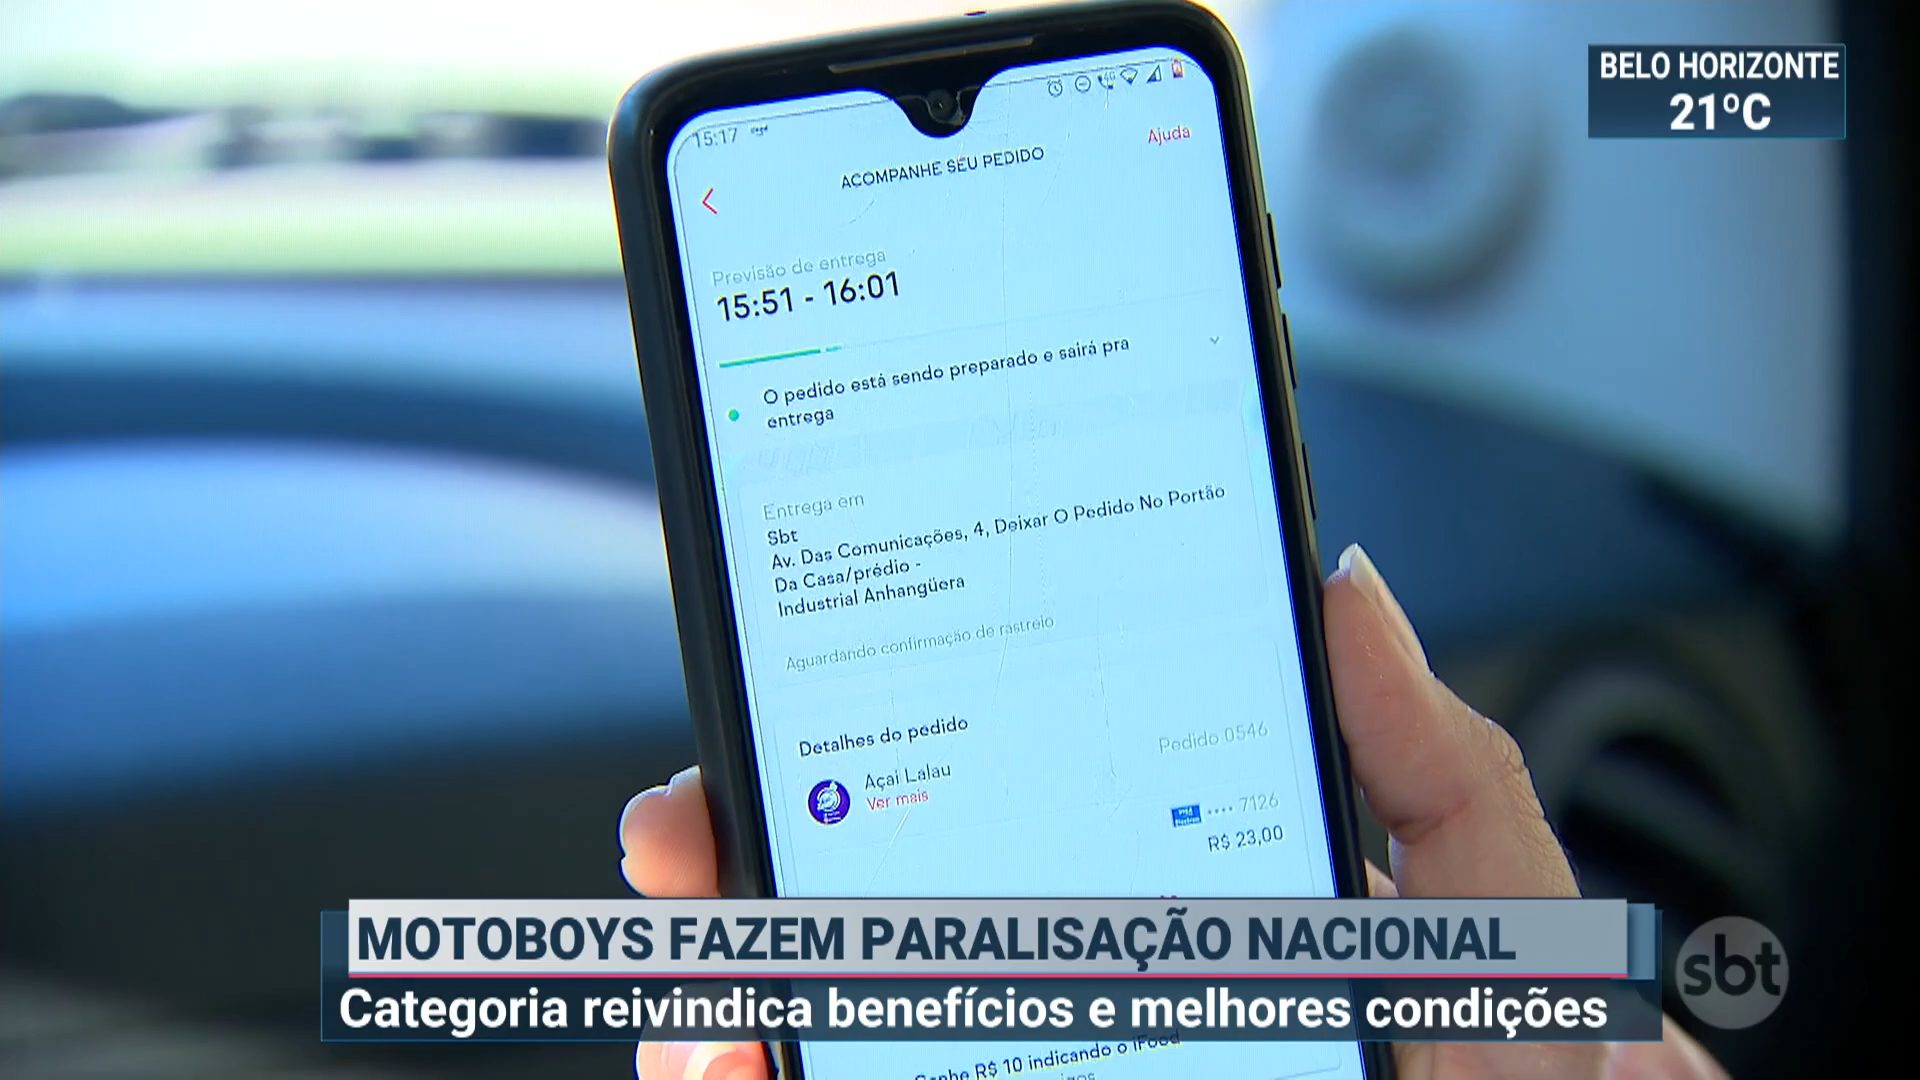 BELO HORIZONTE
21°C
15:17
Ajuda
ACOMPANHE SEU PEDIDO
Previsão de entrega
15:51 - 16:01
O pedido está sendo preparado e sairá pra
entrega
Entrega em
Sbt
Av. Das Comunicações, 4, Deixar O Pedido No Portão
Da Casa/prédio -
Industrial Anhangüera
Aguardando confirmação de rastreio
Detalhes do pedido
Pedido 0546
Açai Lalau
Ver mais
•••• 7126
R$ 23,00
MOTOBOYS FAZEM PARALISAÇÃO NACIONAL
Categoria reivindica benefícios e melhores condições
sbt
R$ 10 indicando o iFood